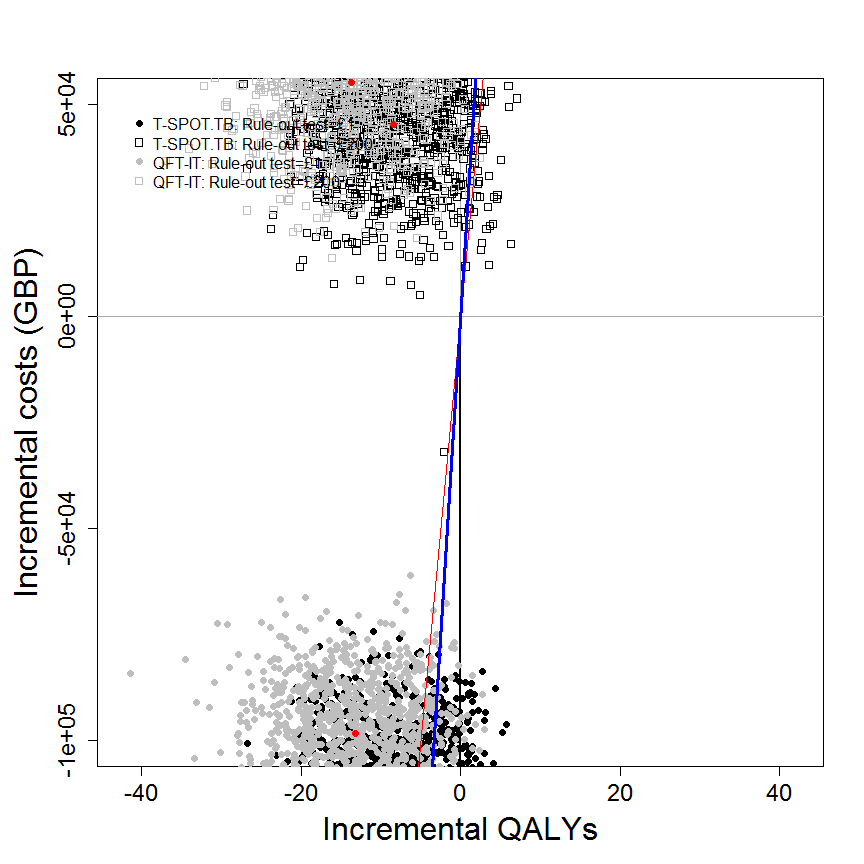 T-SPOT.TB: Rule-out test=£1
T-SPOT.TB: Rule-out test=£200
QFT-IT: Rule-out test=£1
QFT-IT: Rule-out test=£200
5e+04
0e+00
-5e+04
-1e+05
Incremental costs (GBP)
-40 -20 0 20 40
Incremental QALYs